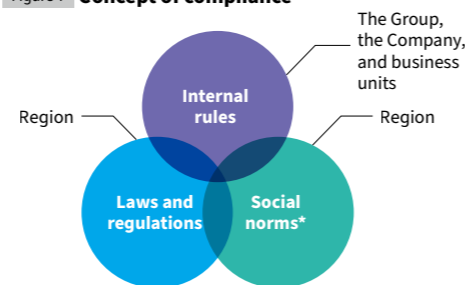 Concept of compliance
The Group,
the Company,
and business
units
Internal
rules
Region
Region
Laws and
regulations
Social
norms*